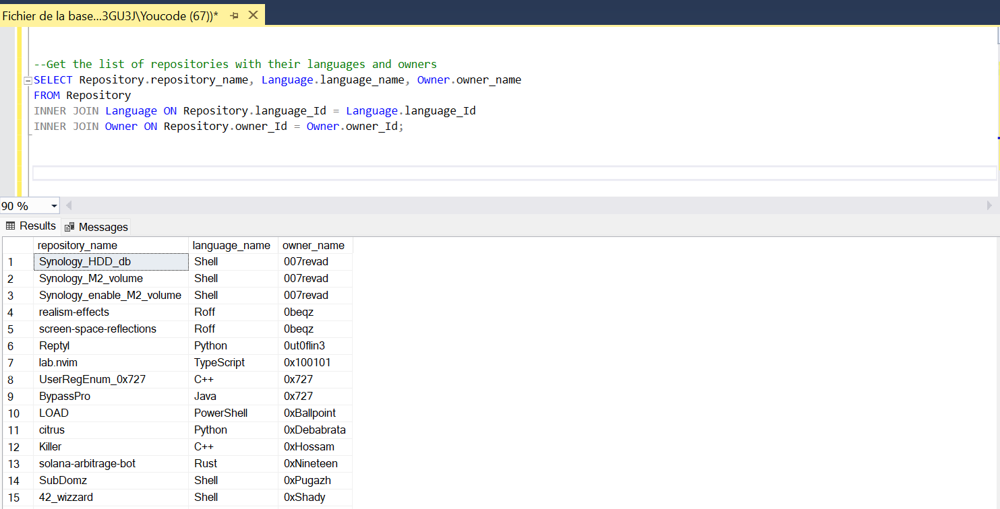 Fichier de la base...3GU3J\Youcode (67))*
--Get the list of repositories with their languages and owners
SELECT Repository.repository_name, Language.language_name, Owner.owner_name
FROM Repository
INNER JOIN Language ON Repository.language_Id = Language.language_Id
INNER JOIN Owner ON Repository.owner_Id = Owner.owner_Id;
90 %
Results Messages
repository_name language_name owner_name
1 Synology_HDD_db Shell 007revad
2 Synology_M2_volume Shell 007revad
3 Synology_enable_M2_volume Shell 007revad
4 realism-effects Roff 0beqz
5 screen-space-reflections Roff 0beqz
6 Reptyl Python 0ut0flin3
7 lab.nvim TypeScript 0x100101
8 UserRegEnum_0x727 C++ 0x727
9 BypassPro Java 0x727
10 LOAD PowerShell 0xBallpoint
11 citrus Python 0xDebabrata
12 Killer C++ 0xHossam
13 solana-arbitrage-bot Rust 0xNineteen
14 SubDomz Shell 0xPugazh
15 42_wizzard Shell 0xShady